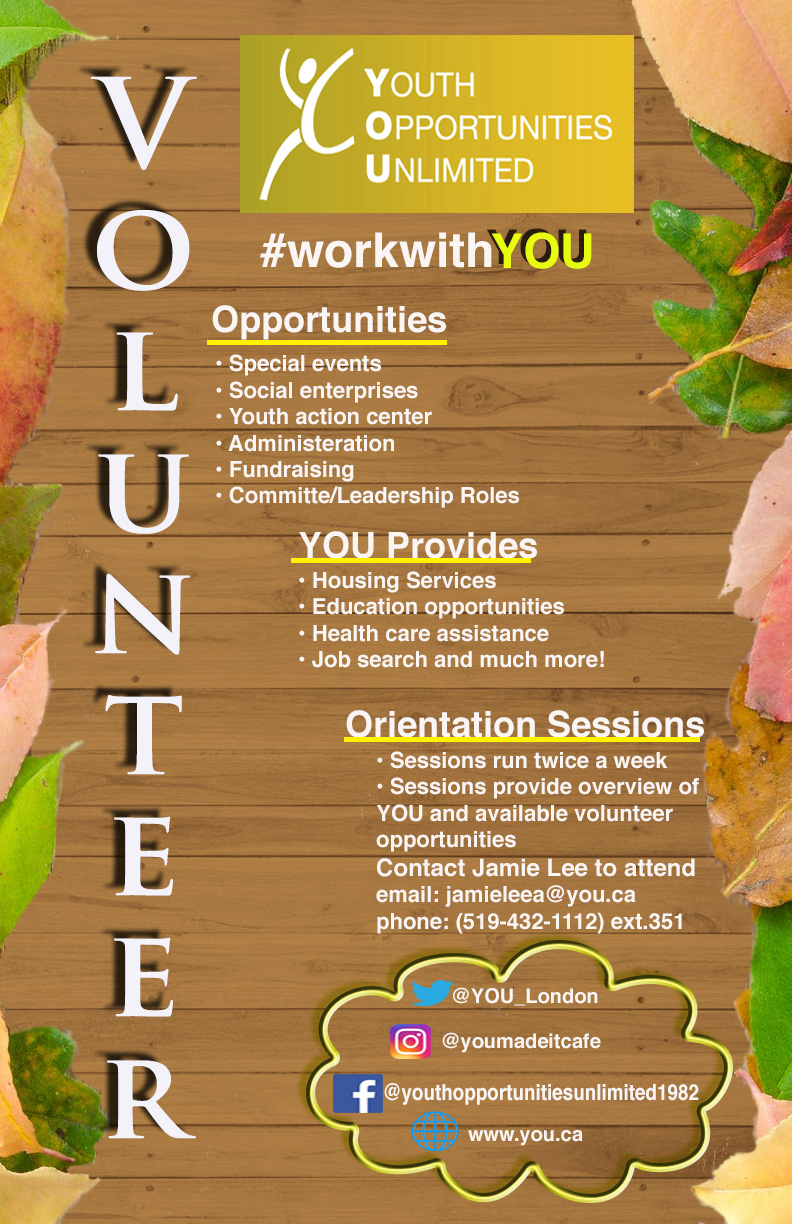 VOLUNTEER
YOUTH
OPPORTUNITIES
UNLIMITED
#workwithYOU
Opportunities
· Special events
· Social enterprises
· Youth action center
· Administeration
· Fundraising
· Committe/Leadership Roles
YOU Provides
· Housing Services
· Education opportunities
· Health care assistance
· Job search and much more!
Orientation Sessions
· Sessions run twice a week
· Sessions provide overview of
YOU and available volunteer
opportunities
Contact Jamie Lee to attend
email: jamieleea@you.ca
phone: (519-432-1112) ext.351
@YOU_London
@youmadeitcafe
@youthopportunitiesunlimited1982
www.you.ca